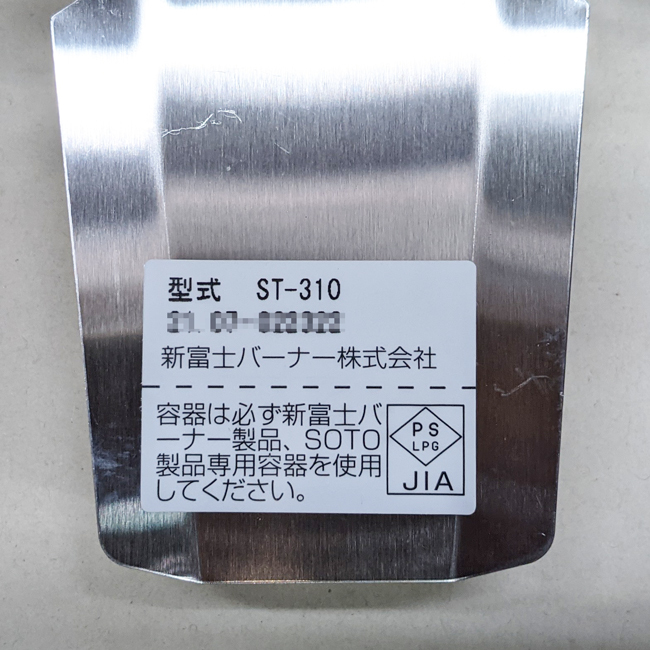 型式 ST-310
新富士バーナー株式会社
容器は必ず新富士バ
ーナー製品、SOTO
製品専用容器を使用
してください。
PS
LPG
JIA